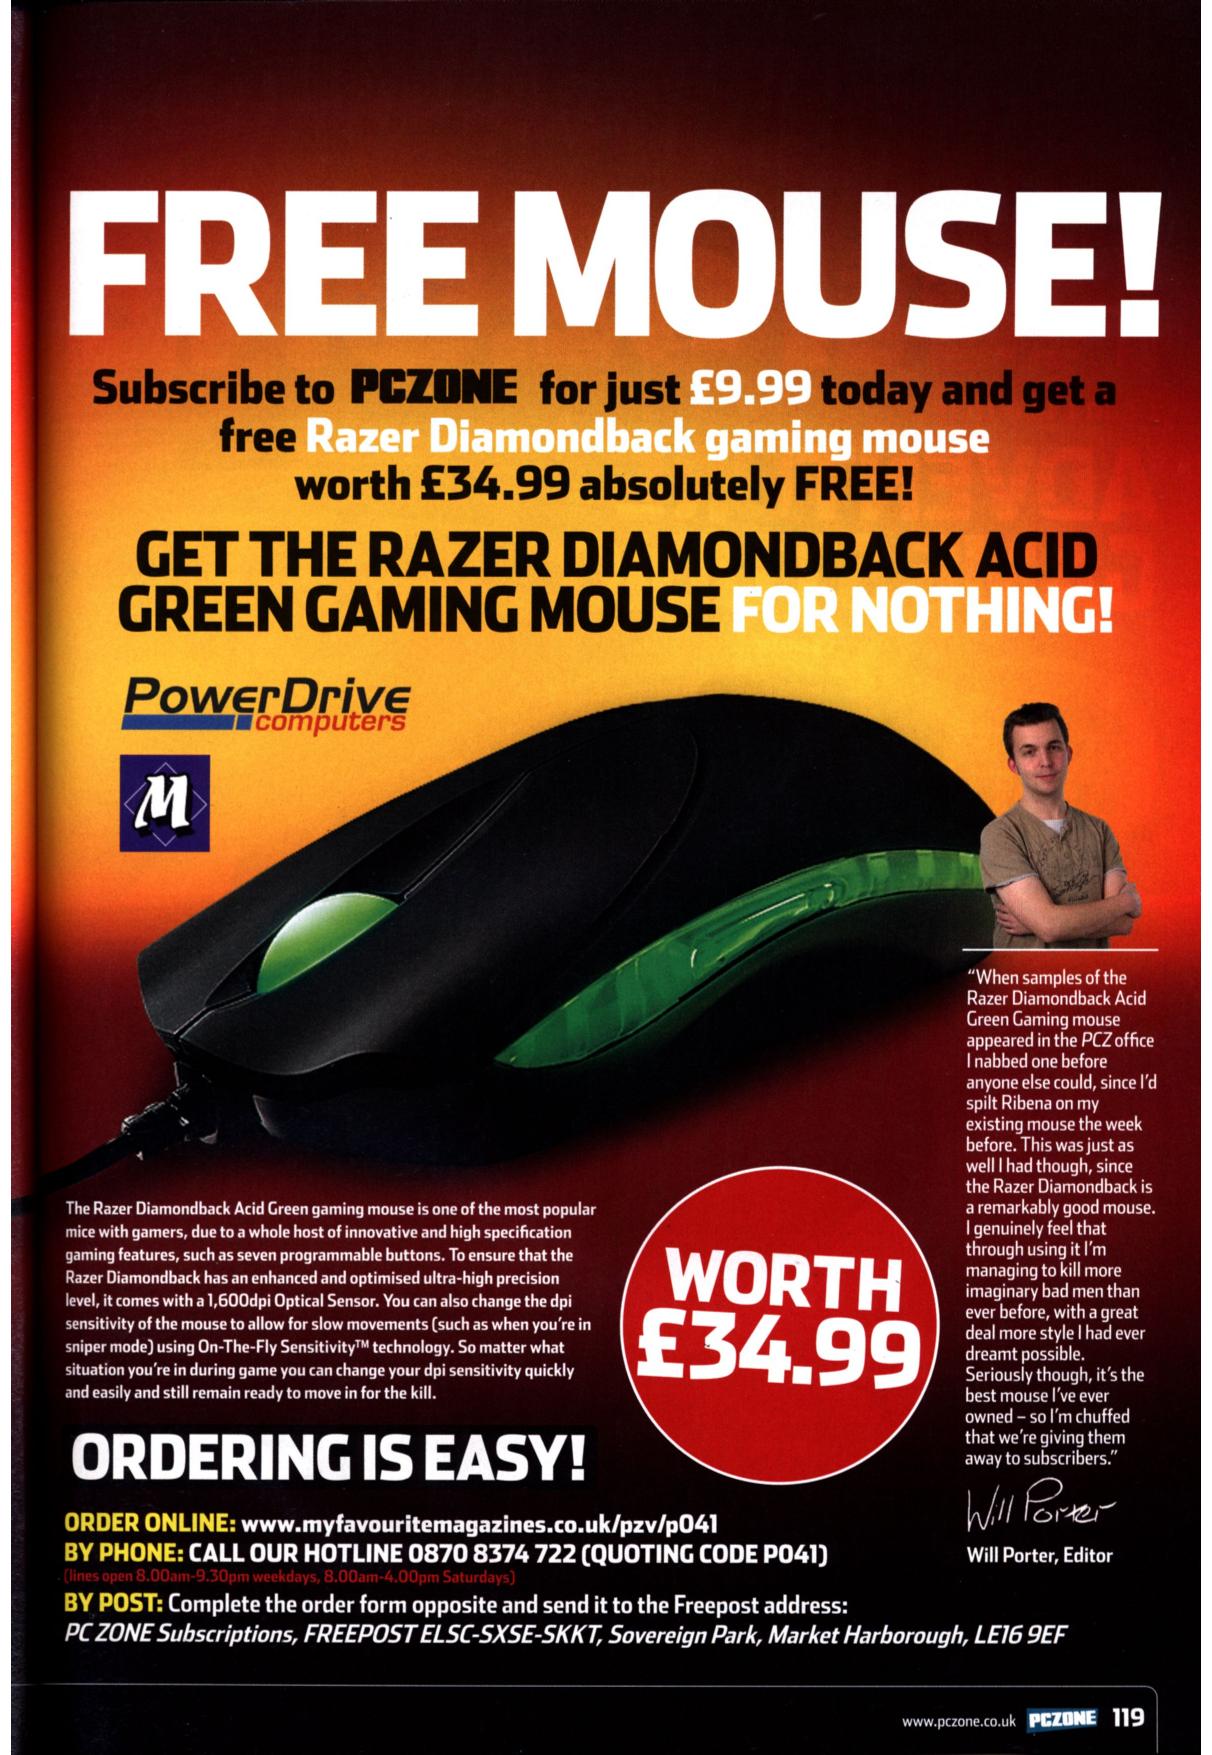 FREE MOUSE!
Subscribe to PCZONE for just £9.99 today and get a
free Razer Diamondback gaming mouse
worth £34.99 absolutely FREE!
GET THE RAZER DIAMONDBACK ACID
GREEN GAMING MOUSE FOR NOTHING!
PowerDrive
computers
M
"When samples of the
Razer Diamondback Acid
Green Gaming mouse
appeared in the PCZ office
I nabbed one before
anyone else could, since I'd
spilt Ribena on my
existing mouse the week
before. This was just as
well I had though, since
the Razer Diamondback is
a remarkably good mouse.
I genuinely feel that
through using it I'm
managing to kill more
imaginary bad men than
ever before, with a great
deal more style I had ever
dreamt possible.
Seriously though, it's the
best mouse I've ever
owned – so I'm chuffed
that we're giving them
away to subscribers."
Will Porter
Will Porter, Editor
The Razer Diamondback Acid Green gaming mouse is one of the most popular
mice with gamers, due to a whole host of innovative and high specification
gaming features, such as seven programmable buttons. To ensure that the
Razer Diamondback has an enhanced and optimised ultra-high precision
level, it comes with a 1,600dpi Optical Sensor. You can also change the dpi
sensitivity of the mouse to allow for slow movements (such as when you're in
sniper mode) using On-The-Fly Sensitivity™ technology. So matter what
situation you're in during game you can change your dpi sensitivity quickly
and easily and still remain ready to move in for the kill.
WORTH
£34.99
ORDERING IS EASY!
ORDER ONLINE: www.myfavouritemagazines.co.uk/pzv/p041
BY PHONE: CALL OUR HOTLINE 0870 8374 722 (QUOTING CODE P041)
(lines open 8.00am-9.30pm weekdays, 8.00am-4.00pm Saturdays)
BY POST: Complete the order form opposite and send it to the Freepost address:
PC ZONE Subscriptions, FREEPOST ELSC-SXSE-SKKT, Sovereign Park, Market Harborough, LE16 9EF
www.pczone.co.uk PCZONE 119